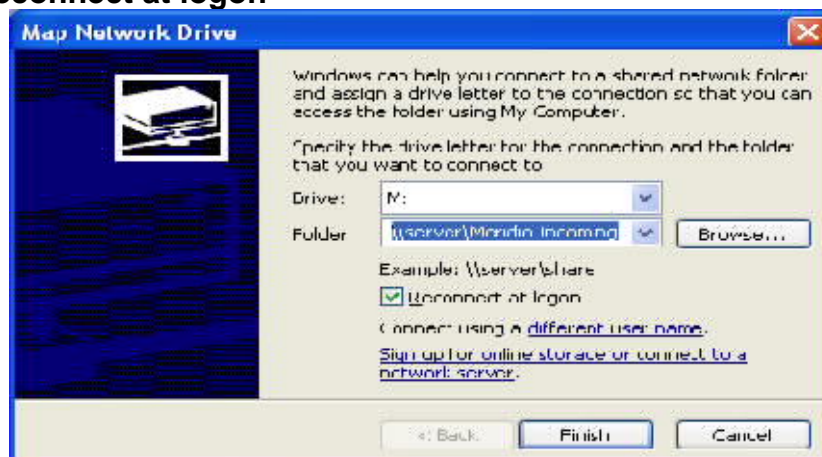 econnect at logon
Map Network Drive
Windows can help you connect to a shared network folder
and assign a drive letter to the connection so that you can
access the folder using My Computer.
Specify the drive letter for the connection and the folder
that you want to connect to
Drive: M:
Folder \\server\Meridio Incoming Browse...
Example: \\server\share
Reconnect at logon
Connect using a different user name.
Sign up for online storage or connect to a
network server.
< Back Finish Cancel